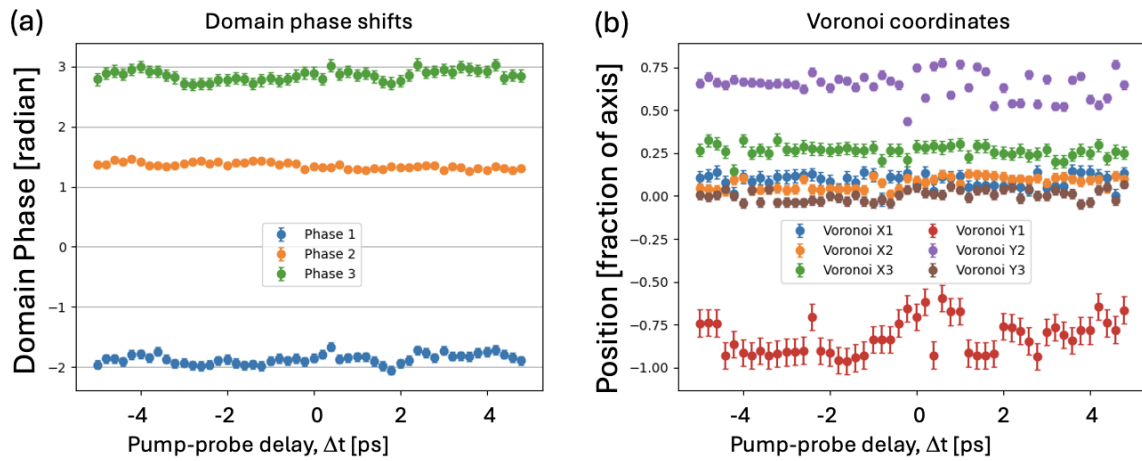 (a)
Domain phase shifts
Domain Phase [radian]
3
2
1
0
−1
−2
Phase 1
Phase 2
Phase 3
-4
-2
0
2
4
Pump-probe delay, Δt [ps]
(b)
Voronoi coordinates
Position [fraction of axis]
0.75
0.50
0.25
0.00
−0.25
−0.50
−0.75
−1.00
Voronoi X1
Voronoi X2
Voronoi X3
Voronoi Y1
Voronoi Y2
Voronoi Y3
-4
-2
0
2
4
Pump-probe delay, Δt [ps]